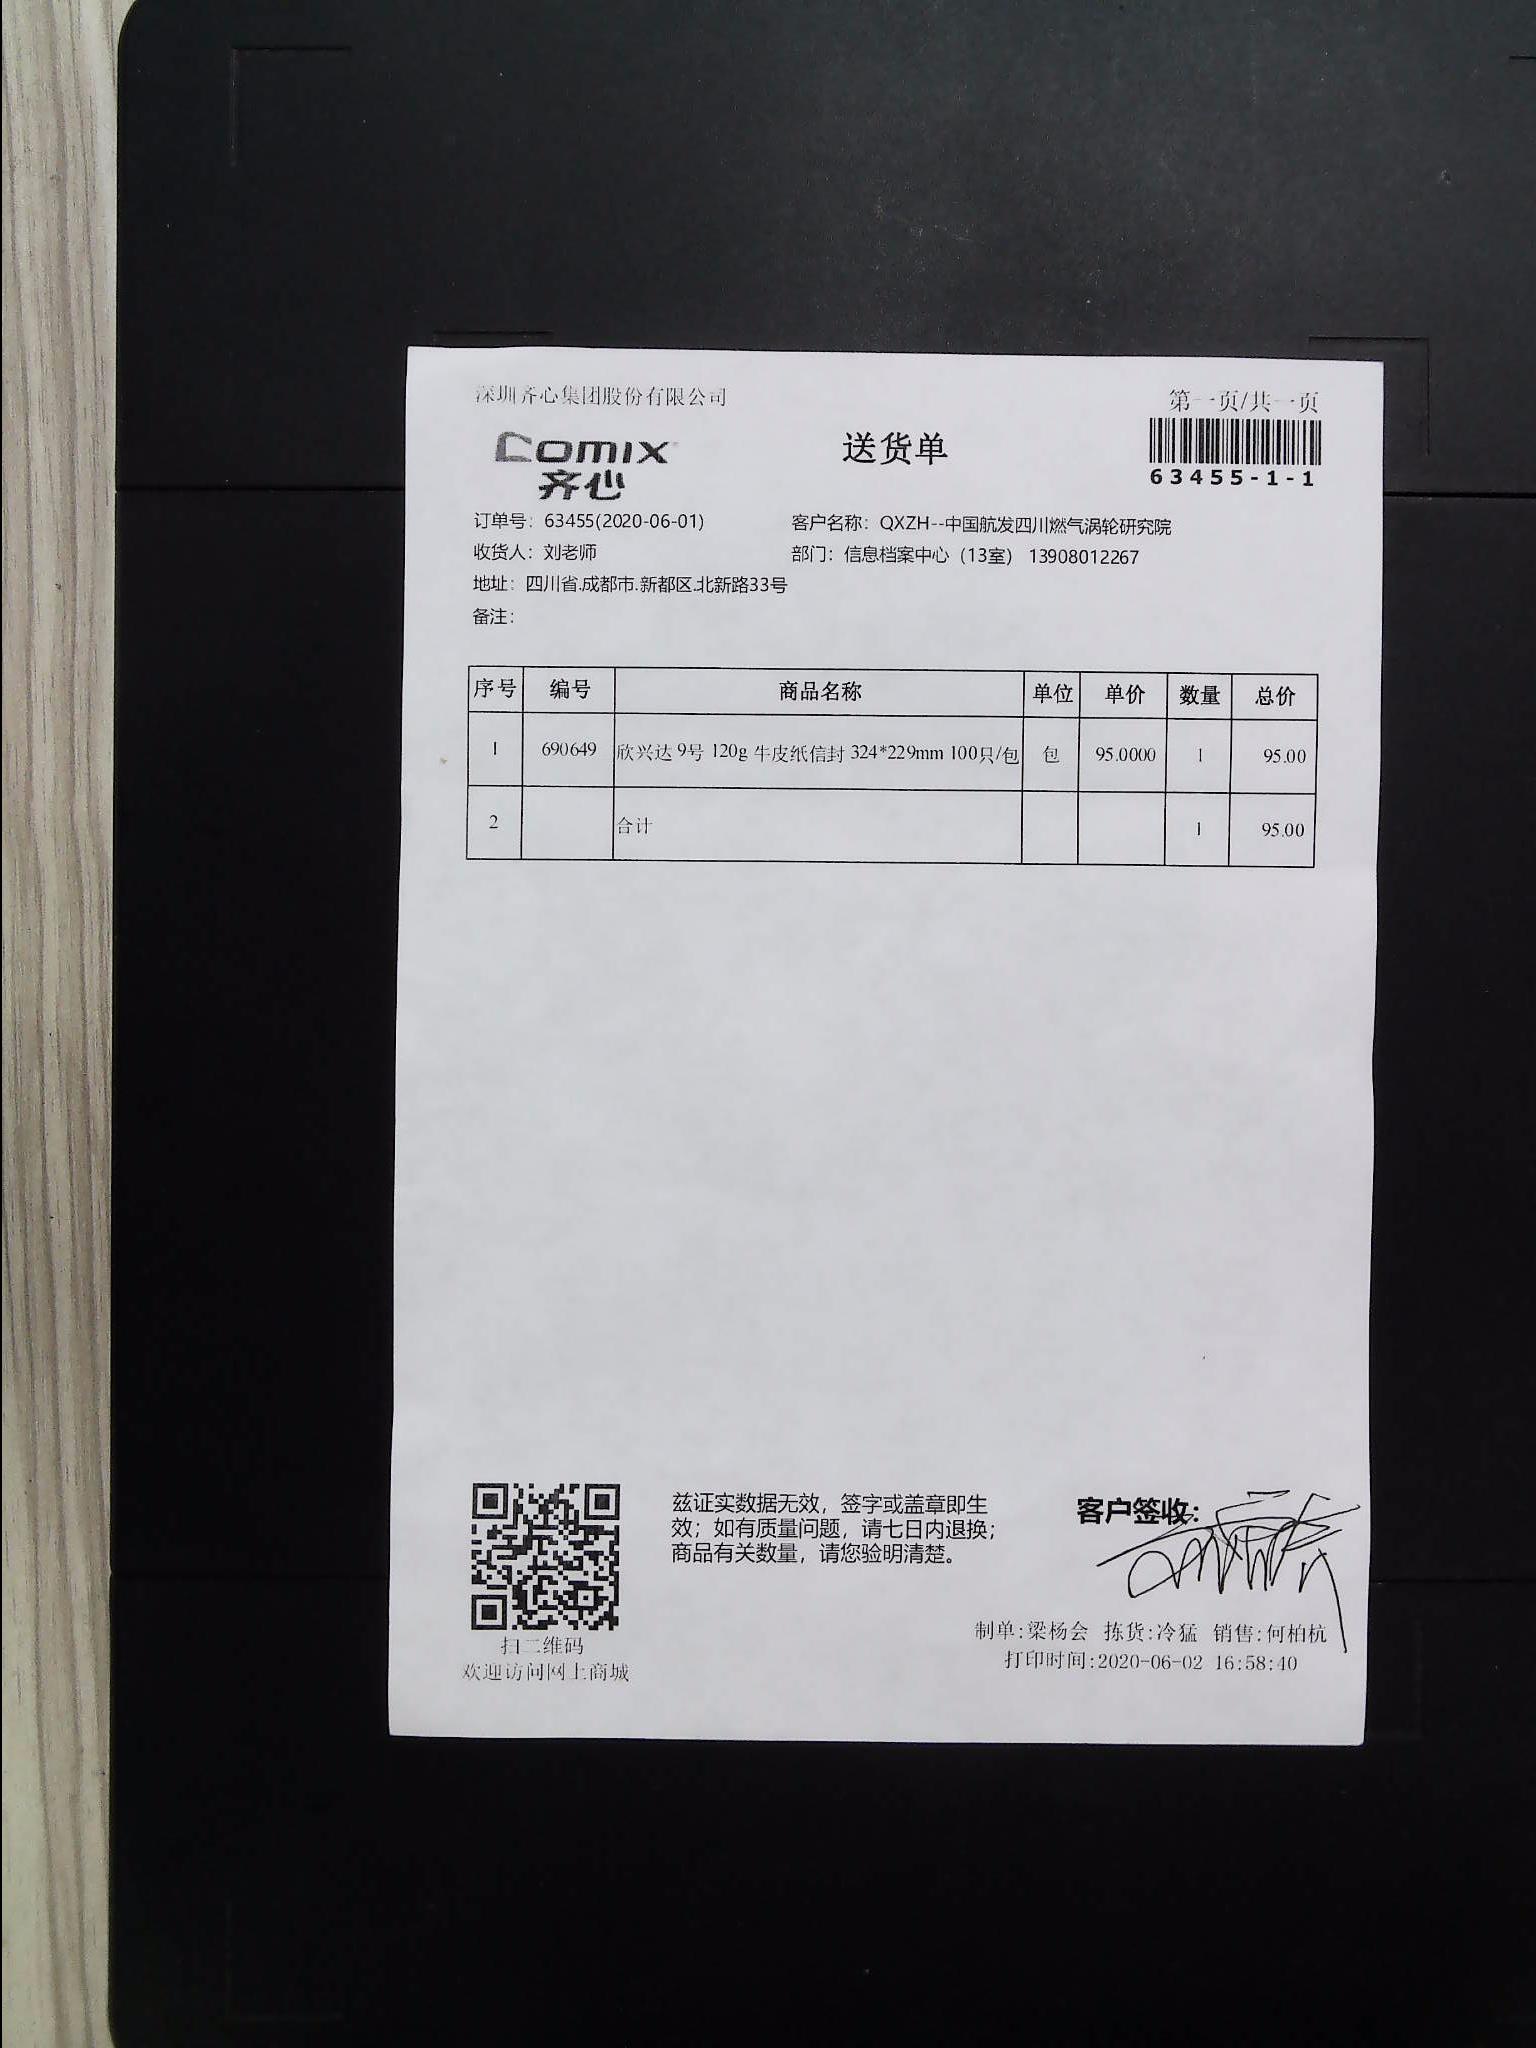 深圳齐心集团股份有限公司
第一页/共一页
COMIX
齐心
送货单
63455-1-1
订单号：63455(2020-06-01)
客户名称：QXZH--中国航发四川燃气涡轮研究院
收货人：刘老师
部门：信息档案中心（13室） 13908012267
地址：四川省.成都市.新都区.北新路33号
备注：
序号 编号 商品名称 单位 单价 数量 总价
1 690649 欣兴达 9号 120g 牛皮纸信封 324*229mm 100只/包 包 95.0000 1 95.00
2 合计 1 95.00
兹证实数据无效，签字或盖章即生
效；如有质量问题，请七日内退换；
商品有关数量，请您验明清楚。
客户签收：
扫二维码
欢迎访问网上商城
制单:梁杨会 拣货:冷猛 销售:何柏杭
打印时间:2020-06-02 16:58:40